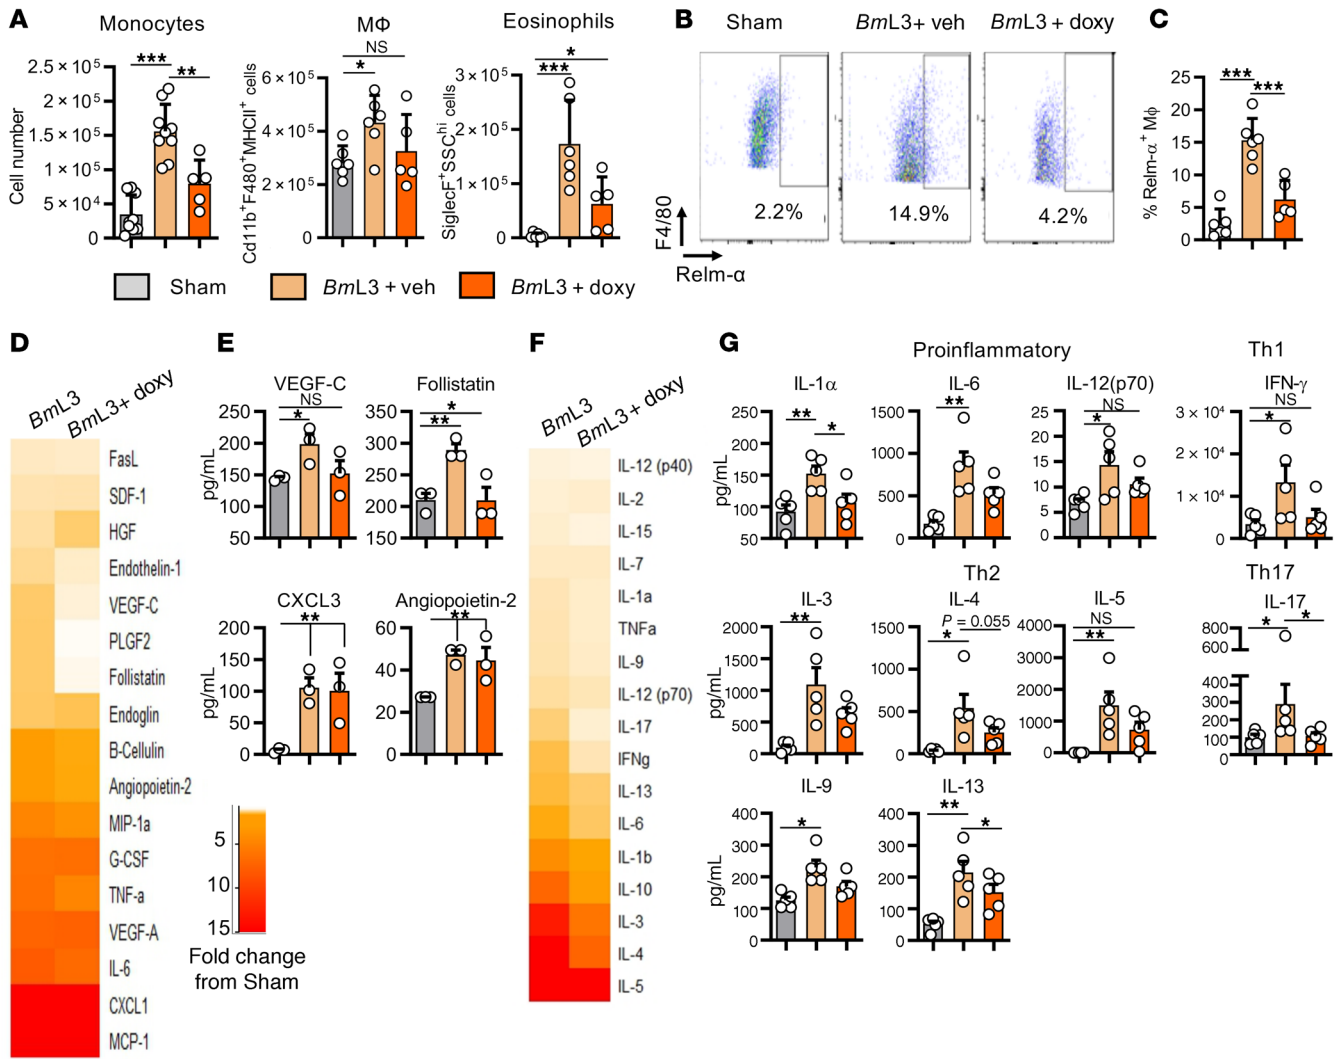 A
Monocytes
MΦ
Eosinophils
Cell number
2.5 × 10⁵
2 × 10⁵
1.5 × 10⁵
1 × 10⁵
5 × 10⁴
0
***
**
Cd11b⁺F480⁺MHCII⁺ cells
6 × 10⁵
4 × 10⁵
2 × 10⁵
0
NS
*
SiglecF⁺SSCʰⁱ cells
3 × 10⁵
2 × 10⁵
1 × 10⁵
0
*
***
Sham
BmL3 + veh
BmL3 + doxy
B
Sham
BmL3+ veh
BmL3 + doxy
2.2%
14.9%
4.2%
F4/80
Relm-α
C
% Relm-α⁺ Mϕ
25
20
15
10
5
0
***
***
D
BmL3
BmL3+ doxy
FasL
SDF-1
HGF
Endothelin-1
VEGF-C
PLGF2
Follistatin
Endoglin
B-Cellulin
Angiopoietin-2
MIP-1a
G-CSF
TNF-a
VEGF-A
IL-6
CXCL1
MCP-1
5
10
15
Fold change
from Sham
E
VEGF-C
NS
*
pg/mL
250
200
150
100
50
Follistatin
*
**
350
300
250
200
150
CXCL3
**
pg/mL
200
150
100
50
0
Angiopoietin-2
**
60
40
20
0
F
BmL3
BmL3+ doxy
IL-12 (p40)
IL-2
IL-15
IL-7
IL-1a
TNFa
IL-9
IL-12 (p70)
IL-17
IFNg
IL-13
IL-6
IL-1b
IL-10
IL-3
IL-4
IL-5
G
Proinflammatory
Th1
IL-1α
** *
pg/mL
250
200
150
100
50
IL-6
**
1500
1000
500
0
IL-12(p70)
NS
*
25
20
15
10
5
0
IFN-γ
NS
*
3 × 10⁴
2 × 10⁴
1 × 10⁴
0
Th2
Th17
IL-3
**
pg/mL
2000
1500
1000
500
0
IL-4
P = 0.055
*
1500
1000
500
0
IL-5
NS
**
4000
3000
2000
1000
0
IL-17
* *
800
600
400
300
200
100
0
IL-9
*
pg/mL
400
300
200
100
0
IL-13
**
*
400
300
200
100
0